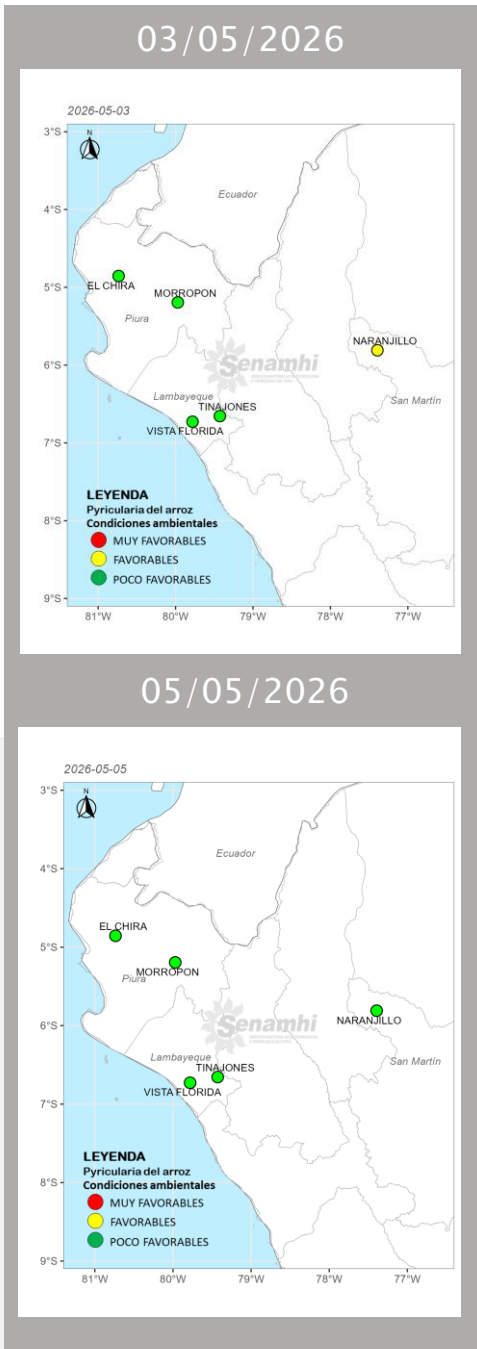 03/05/2026
2026-05-03
N
3°S
Ecuador
4°S
5°S
EL CHIRA
MORROPON
Piura
NARANJILLO
6°S
Senamhi
Lambayeque
San Martín
TINAJONES
VISTA FLORIDA
7°S
LEYENDA
Pyricularia del arroz
Condiciones ambientales
8°S
MUY FAVORABLES
FAVORABLES
POCO FAVORABLES
9°S
81°W 80°W 79°W 78°W 77°W
05/05/2026
2026-05-05
3°S
N
Ecuador
4°S
EL CHIRA
5°S
MORROPON
Piura
6°S
Senamhi
NARANJILLO
Lambayeque
San Martín
TINAJONES
VISTA FLORIDA
7°S
LEYENDA
Pyricularia del arroz
Condiciones ambientales
8°S
MUY FAVORABLES
FAVORABLES
POCO FAVORABLES
9°S
81°W 80°W 79°W 78°W 77°W